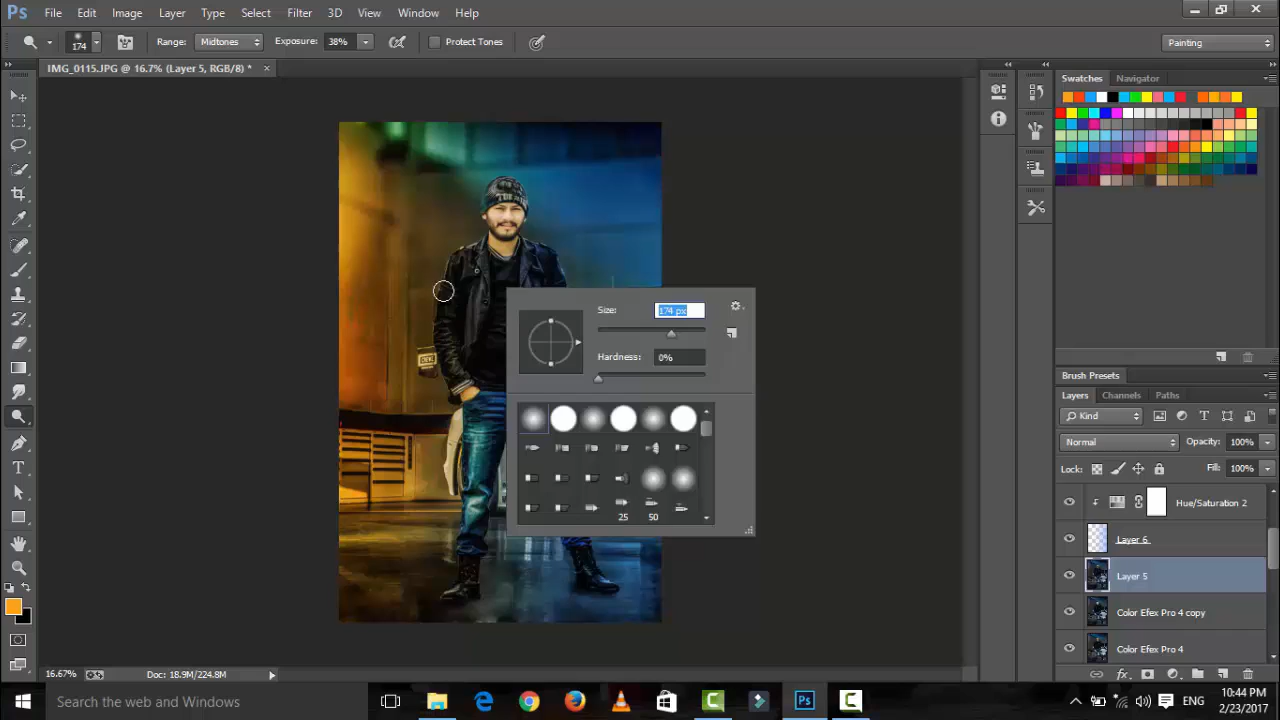 Ps File Edit Image Layer Type Select Filter 3D View Window Help
174 Range: Midtones Exposure: 38% Protect Tones Painting
IMG_0115.JPG @ 16.7% (Layer 5, RGB/8) * ×
Swatches Navigator
Size: 174 px
Hardness: 0%
25 50
Brush Presets
Layers Channels Paths
Kind
Normal Opacity: 100%
Lock: Fill: 100%
Hue/Saturation 2
Layer 6
Layer 5
Color Efex Pro 4 copy
Color Efex Pro 4
16.67% Doc: 18.9M/224.8M
Search the web and Windows
Ps
ENG
10:44 PM
2/23/2017